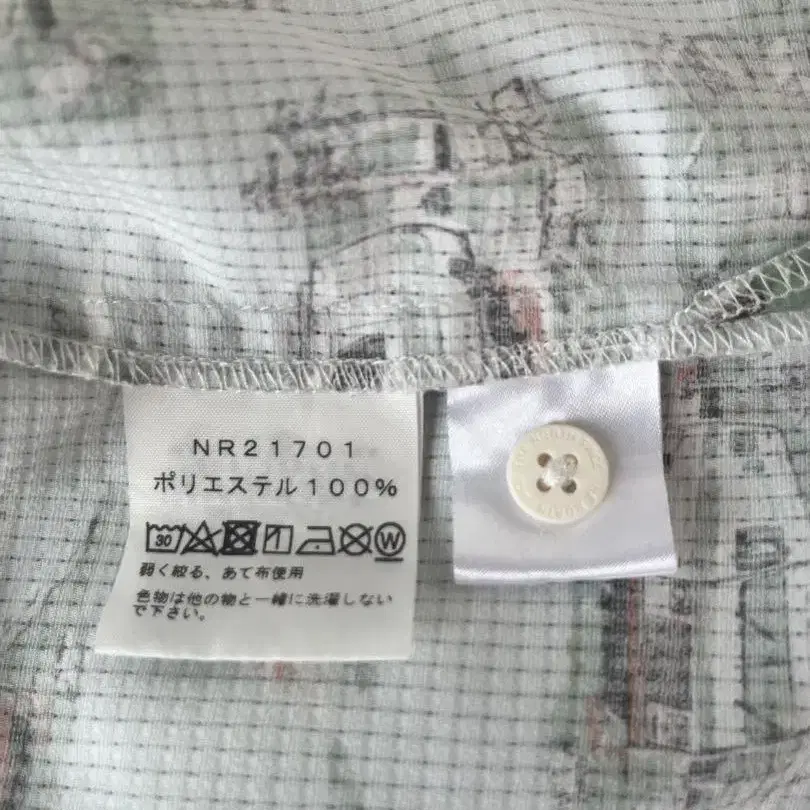 NR21701
ポリエステル100%
30
W
弱く絞る、あて布使用
色物は他の物と一緒に洗濯しない
で下さい。